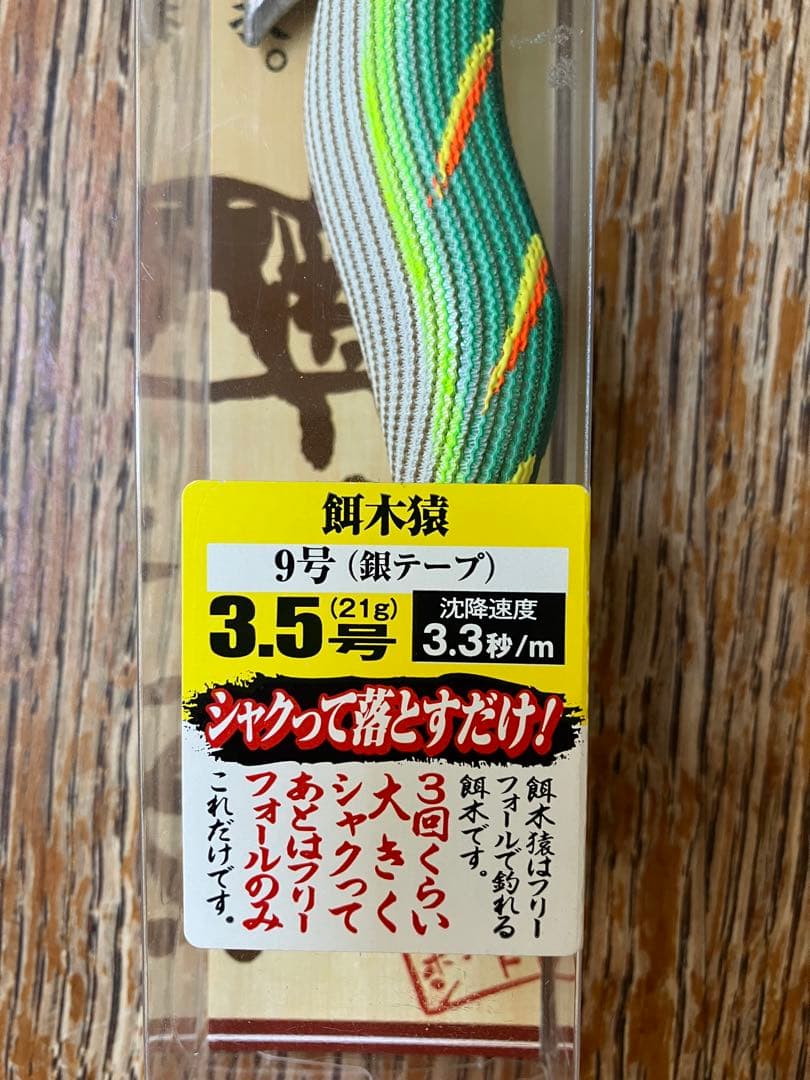 餌木猿
9号（銀テープ）
3.5号
(21g)
沈降速度
3.3秒/m
シャクって落とすだけ！
餌木猿はフリー
フォールで釣れる
餌木です。
3回くらい
大きく
シャクって
あとはフリー
フォールのみ
これだけです。